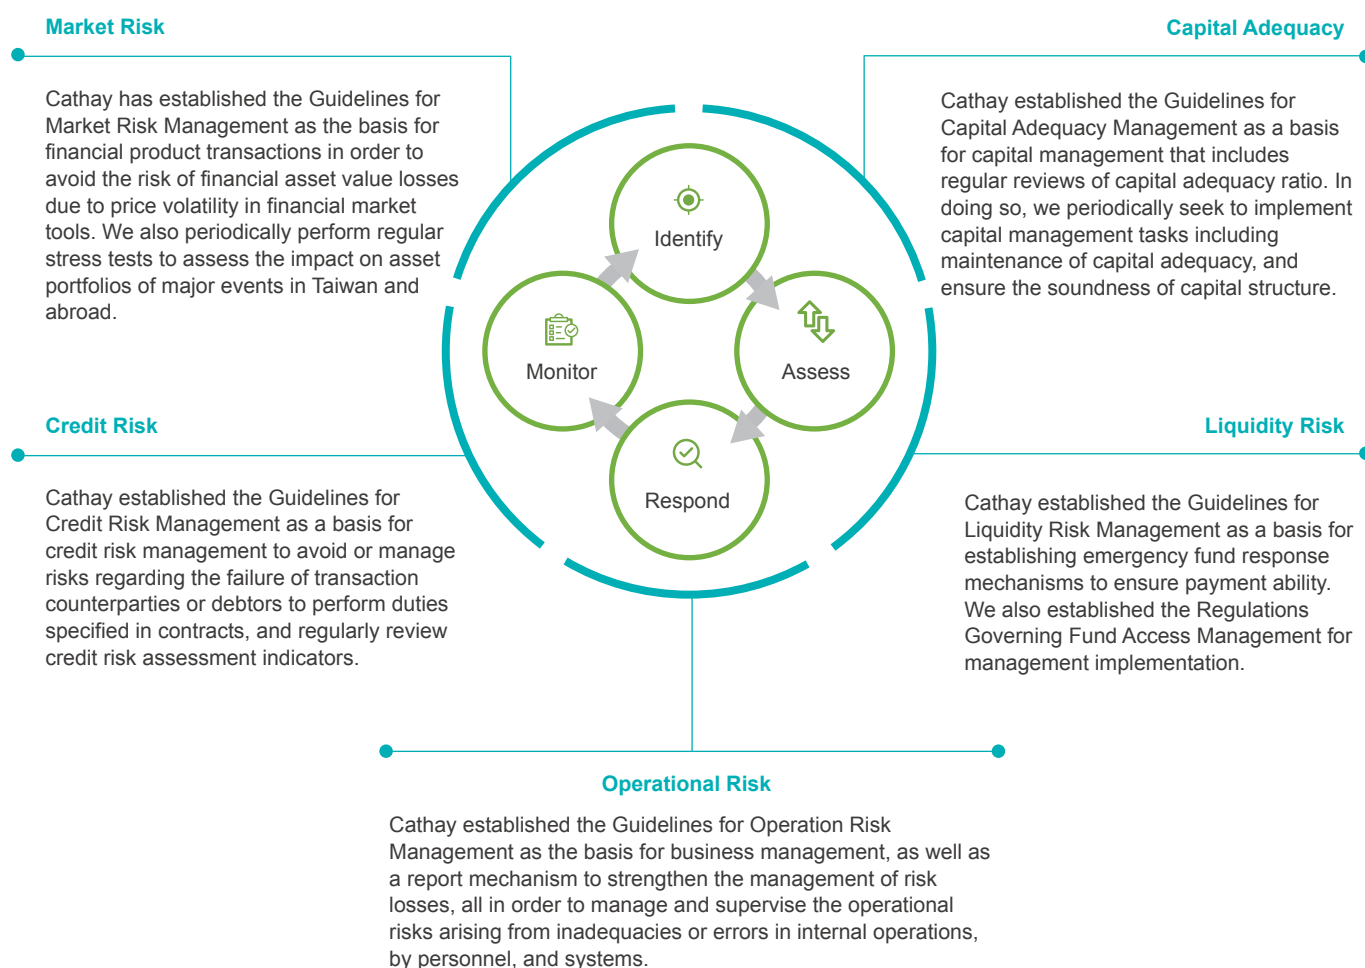 Market Risk
Cathay has established the Guidelines for
Market Risk Management as the basis for
financial product transactions in order to
avoid the risk of financial asset value losses
due to price volatility in financial market
tools. We also periodically perform regular
stress tests to assess the impact on asset
portfolios of major events in Taiwan and
abroad.
Capital Adequacy
Cathay established the Guidelines for
Capital Adequacy Management as a basis
for capital management that includes
regular reviews of capital adequacy ratio. In
doing so, we periodically seek to implement
capital management tasks including
maintenance of capital adequacy, and
ensure the soundness of capital structure.
Identify
Assess
Respond
Monitor
Credit Risk
Cathay established the Guidelines for
Credit Risk Management as a basis for
credit risk management to avoid or manage
risks regarding the failure of transaction
counterparties or debtors to perform duties
specified in contracts, and regularly review
credit risk assessment indicators.
Liquidity Risk
Cathay established the Guidelines for
Liquidity Risk Management as a basis for
establishing emergency fund response
mechanisms to ensure payment ability.
We also established the Regulations
Governing Fund Access Management for
management implementation.
Operational Risk
Cathay established the Guidelines for Operation Risk
Management as the basis for business management, as well as
a report mechanism to strengthen the management of risk
losses, all in order to manage and supervise the operational
risks arising from inadequacies or errors in internal operations,
by personnel, and systems.